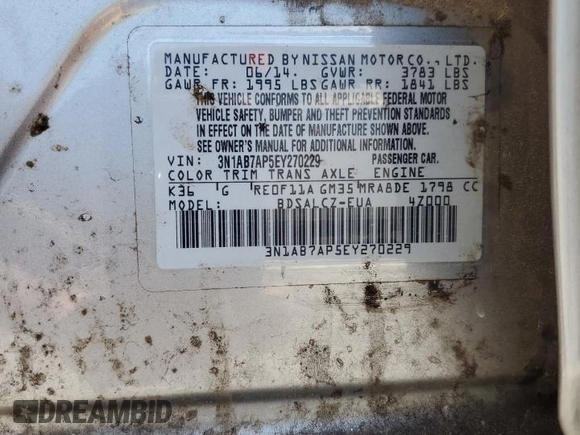 MANUFACTURED BY NISSAN MOTOR CO., LTD.
DATE: 06/14. GVWR: 3783 LBS
GAWR FR: 1995 LBS GAWR RR: 1841 LBS
THIS VEHICLE CONFORMS TO ALL APPLICABLE FEDERAL MOTOR
VEHICLE SAFETY, BUMPER AND THEFT PREVENTION STANDARDS
IN EFFECT ON THE DATE OF MANUFACTURE SHOWN ABOVE.
SEE OWNER'S MANUAL FOR ADDITIONAL INFORMATION.
VIN: 3N1AB7AP5EY270229 PASSENGER CAR.
COLOR TRIM TRANS AXLE ENGINE
K36 G RE0F11A GM35 MRA8DE 1798 CC
MODEL: BDSALCZ-EUA 4Z000
3N1AB7AP5EY270229
DREAMBID